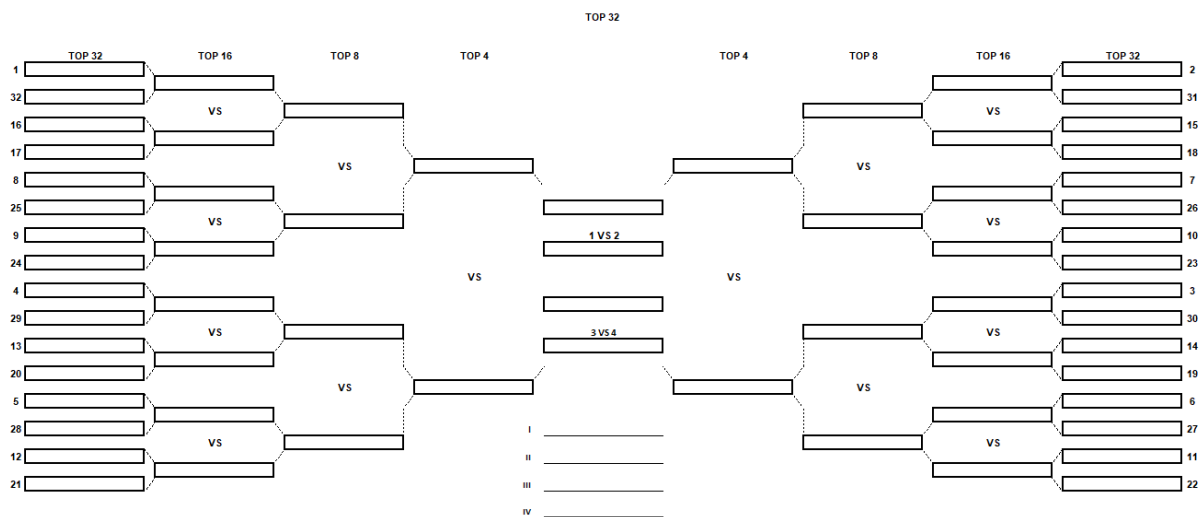 TOP 32
TOP 32 TOP 16 TOP 8 TOP 4 TOP 4 TOP 8 TOP 16 TOP 32
1 2
32 31
VS VS
16 15
17 18
VS VS
8 7
25 26
VS VS
9 1 VS 2 10
24 23
VS VS
4 3
29 30
VS 3 VS 4 VS
13 14
20 19
VS VS
5 6
28 I 27
VS VS
12 II 11
21 III 22
IV